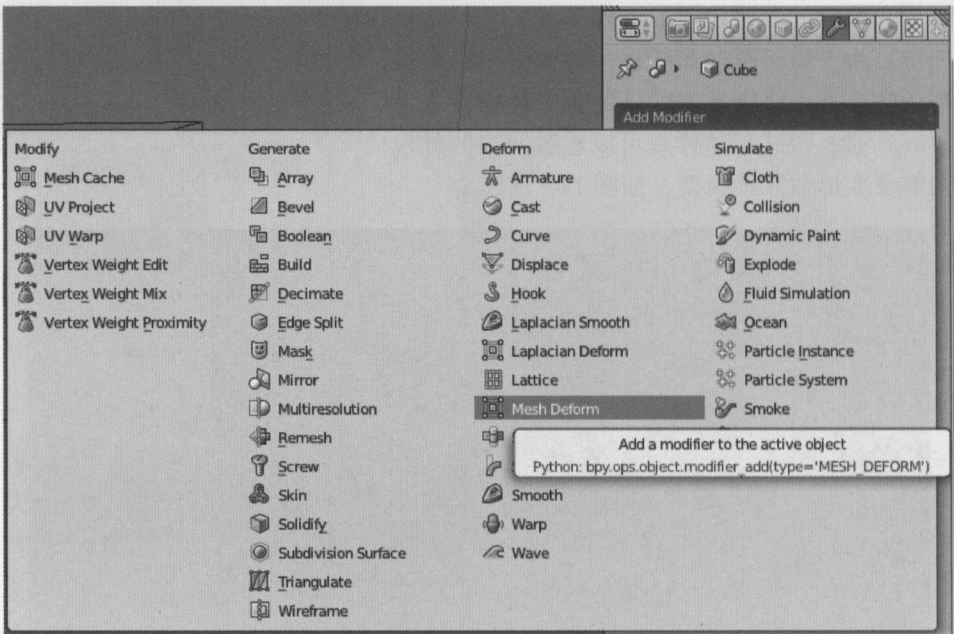 Cube
Add Modifier
Modify
Mesh Cache
UV Project
UV Warp
Vertex Weight Edit
Vertex Weight Mix
Vertex Weight Proximity
Generate
Array
Bevel
Boolean
Build
Decimate
Edge Split
Mask
Mirror
Multiresolution
Remesh
Screw
Skin
Solidify
Subdivision Surface
Triangulate
Wireframe
Deform
Armature
Cast
Curve
Displace
Hook
Laplacian Smooth
Laplacian Deform
Lattice
Mesh Deform
Smooth
Warp
Wave
Simulate
Cloth
Collision
Dynamic Paint
Explode
Fluid Simulation
Ocean
Particle Instance
Particle System
Smoke
Add a modifier to the active object
Python: bpy.ops.object.modifier_add(type='MESH_DEFORM')